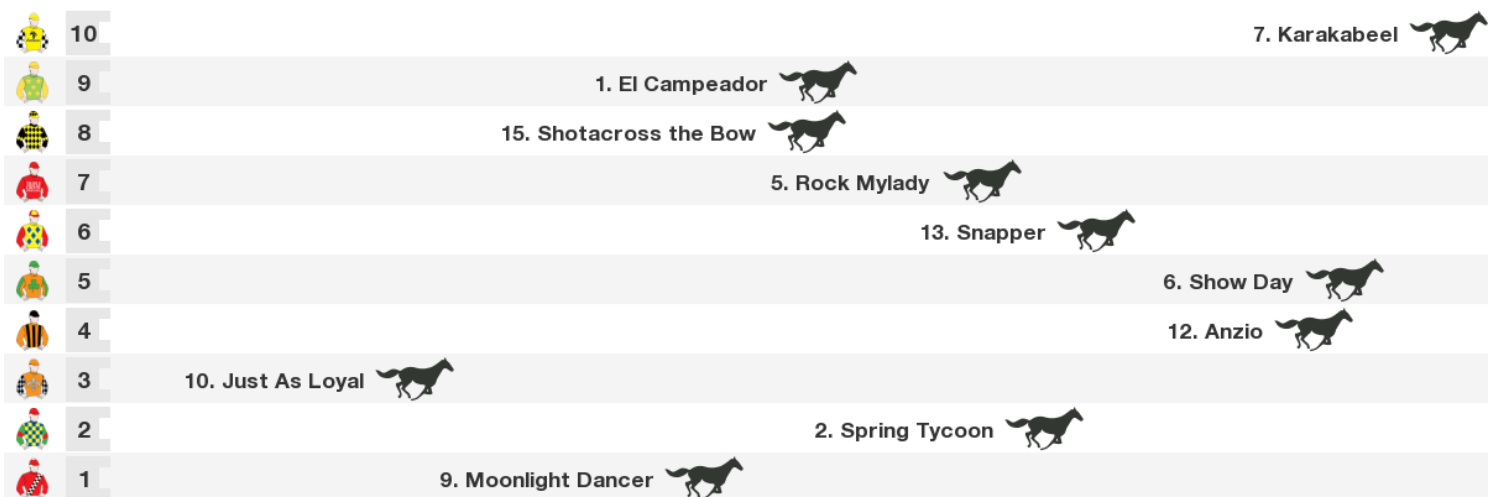 10 7. Karakabeel
9 1. El Campeador
8 15. Shotacross the Bow
7 5. Rock Mylady
6 13. Snapper
5 6. Show Day
4 12. Anzio
3 10. Just As Loyal
2 2. Spring Tycoon
1 9. Moonlight Dancer